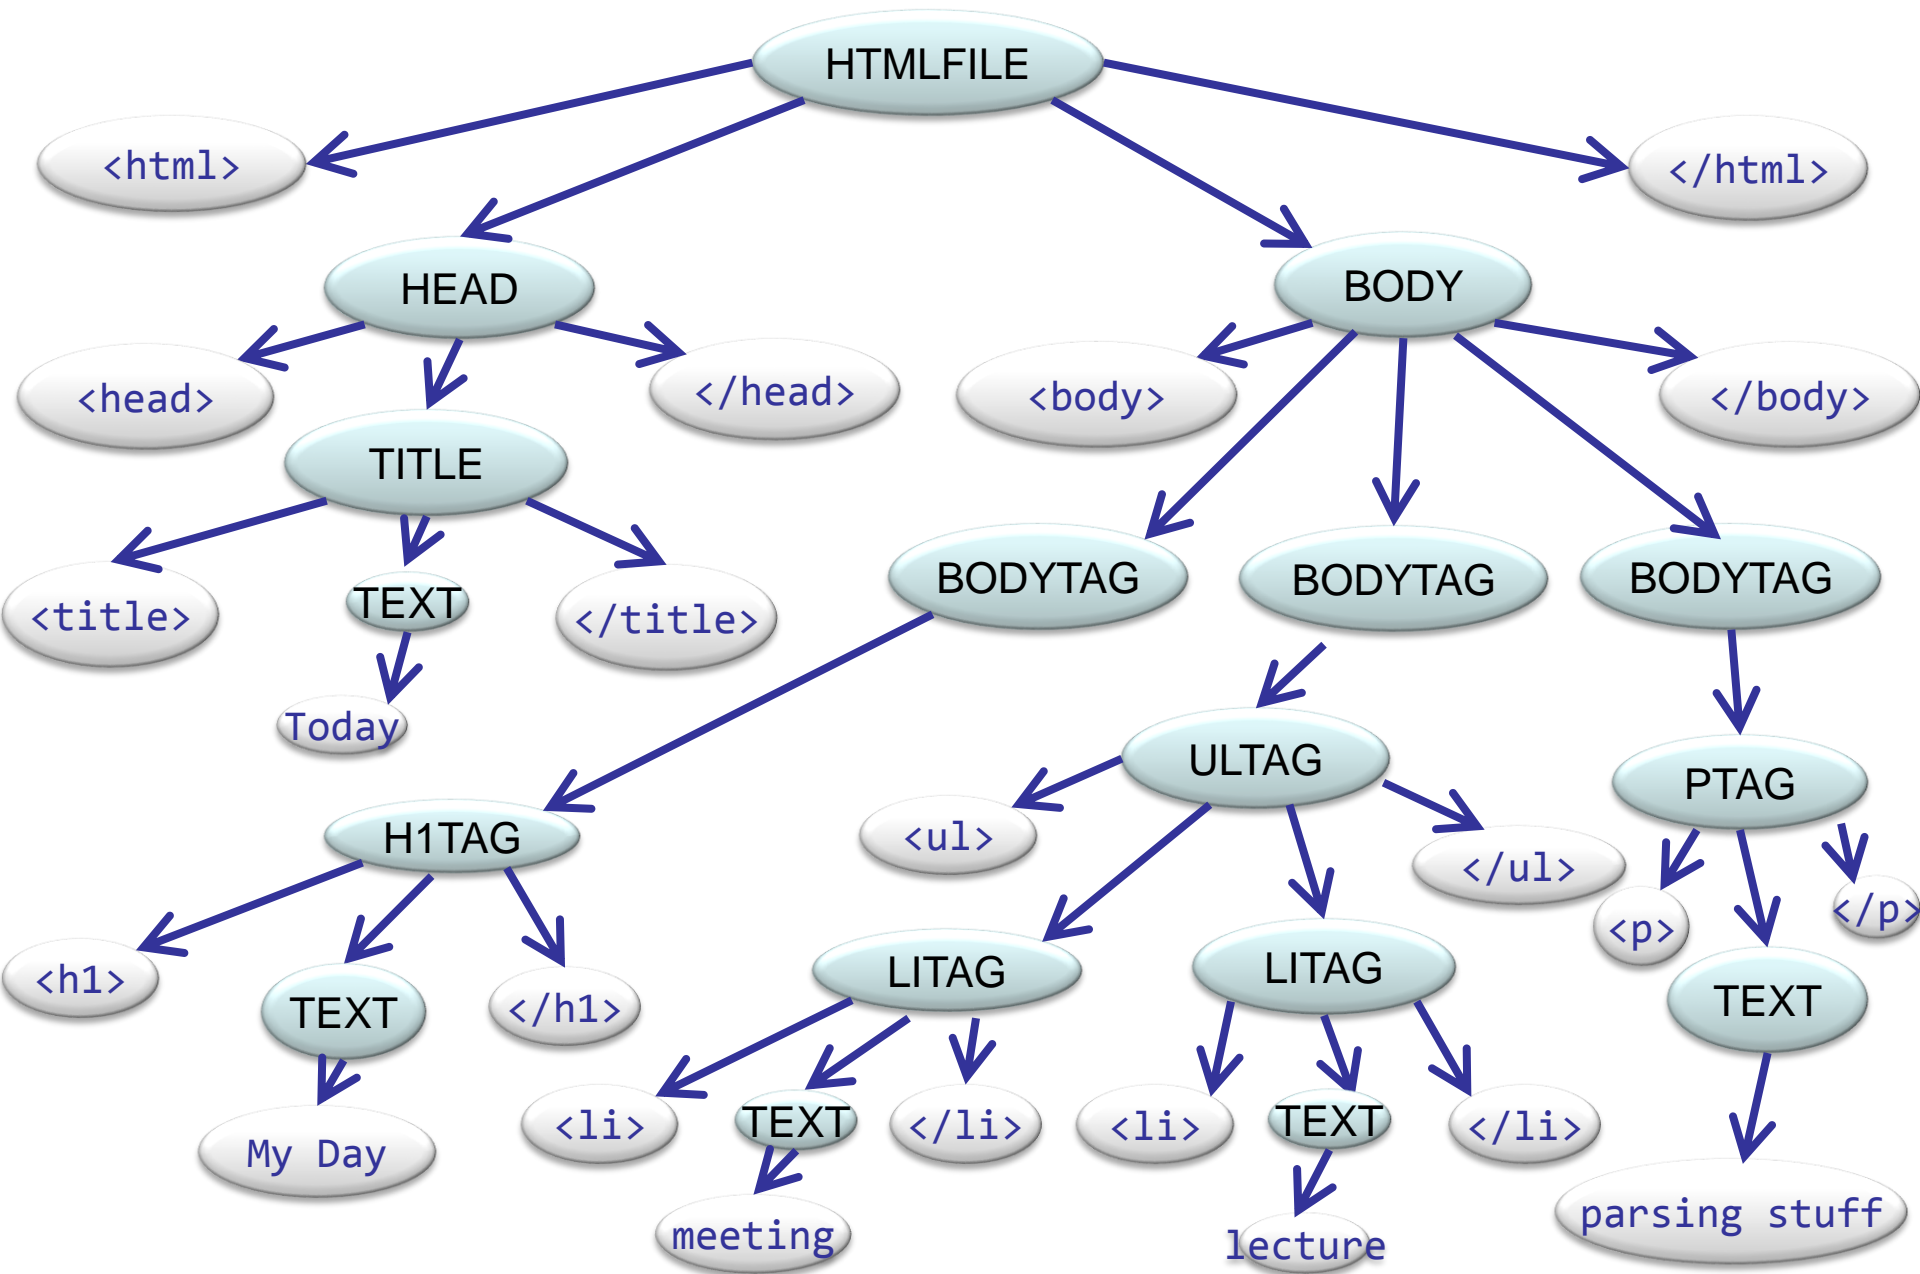 HTMLFILE
<html>
</html>
HEAD
BODY
<head>
</head>
<body>
</body>
TITLE
BODYTAG
BODYTAG
BODYTAG
<title>
TEXT
</title>
Today
ULTAG
PTAG
H1TAG
<ul>
</ul>
<p>
</p>
<h1>
TEXT
</h1>
LITAG
LITAG
TEXT
<li>
TEXT
</li>
<li>
TEXT
</li>
My Day
meeting
lecture
parsing stuff